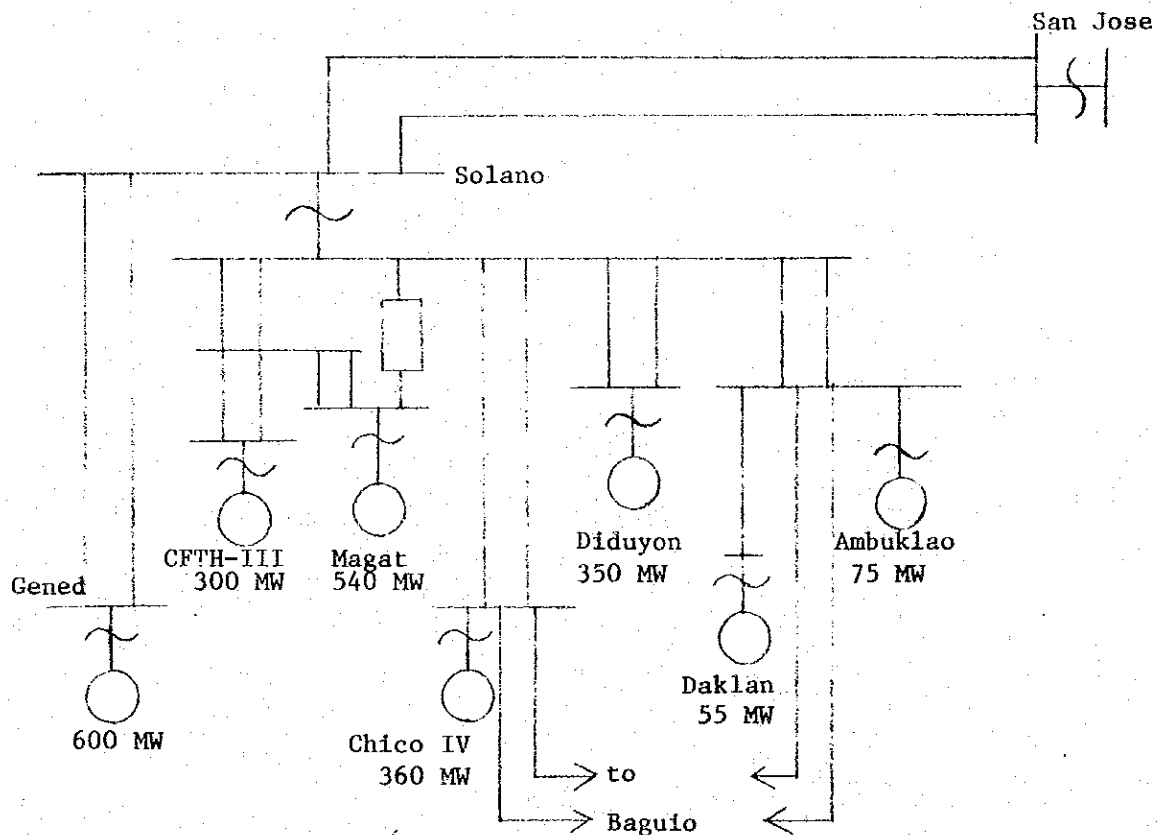 San Jose
Solano
CFTH-III
300 MW
Magat
540 MW
Diduyon
350 MW
Ambuklao
75 MW
Gened
600 MW
Daklan
55 MW
Chico IV
360 MW
to
Baguio